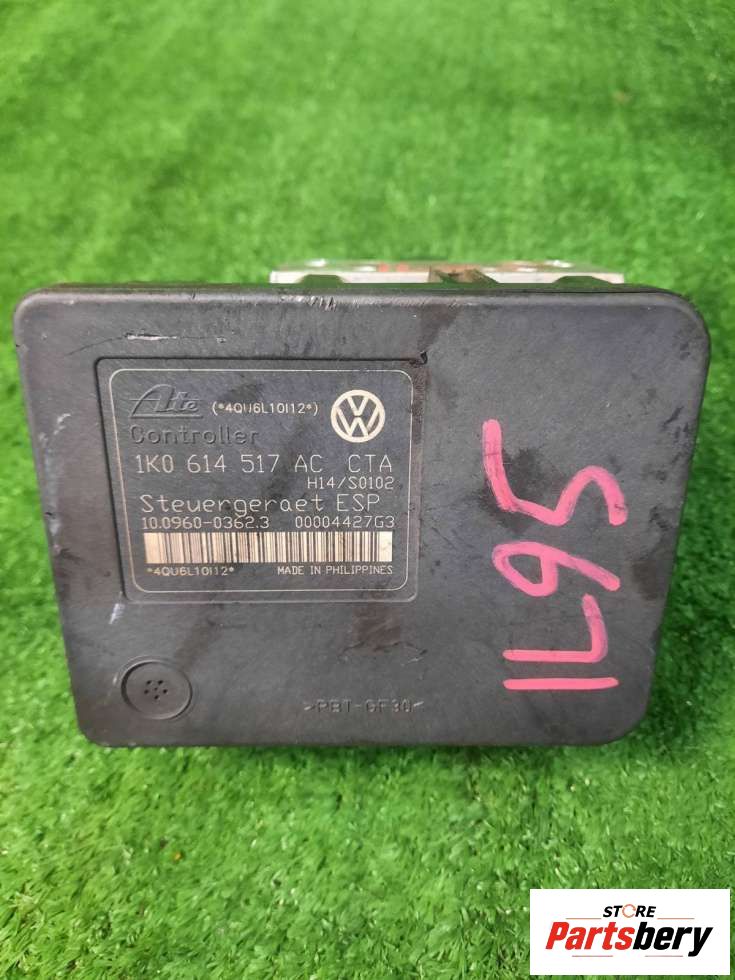 Ate (*4QU6L10I12*)
Controller
1K0 614 517 AC CTA
H14/S0102
Steuergeraet ESP
10.0960-0362.3 00004427G3
*4QU6L10I12*
MADE IN PHILIPPINES
>PBT-GF30<
STORE
Partsbery